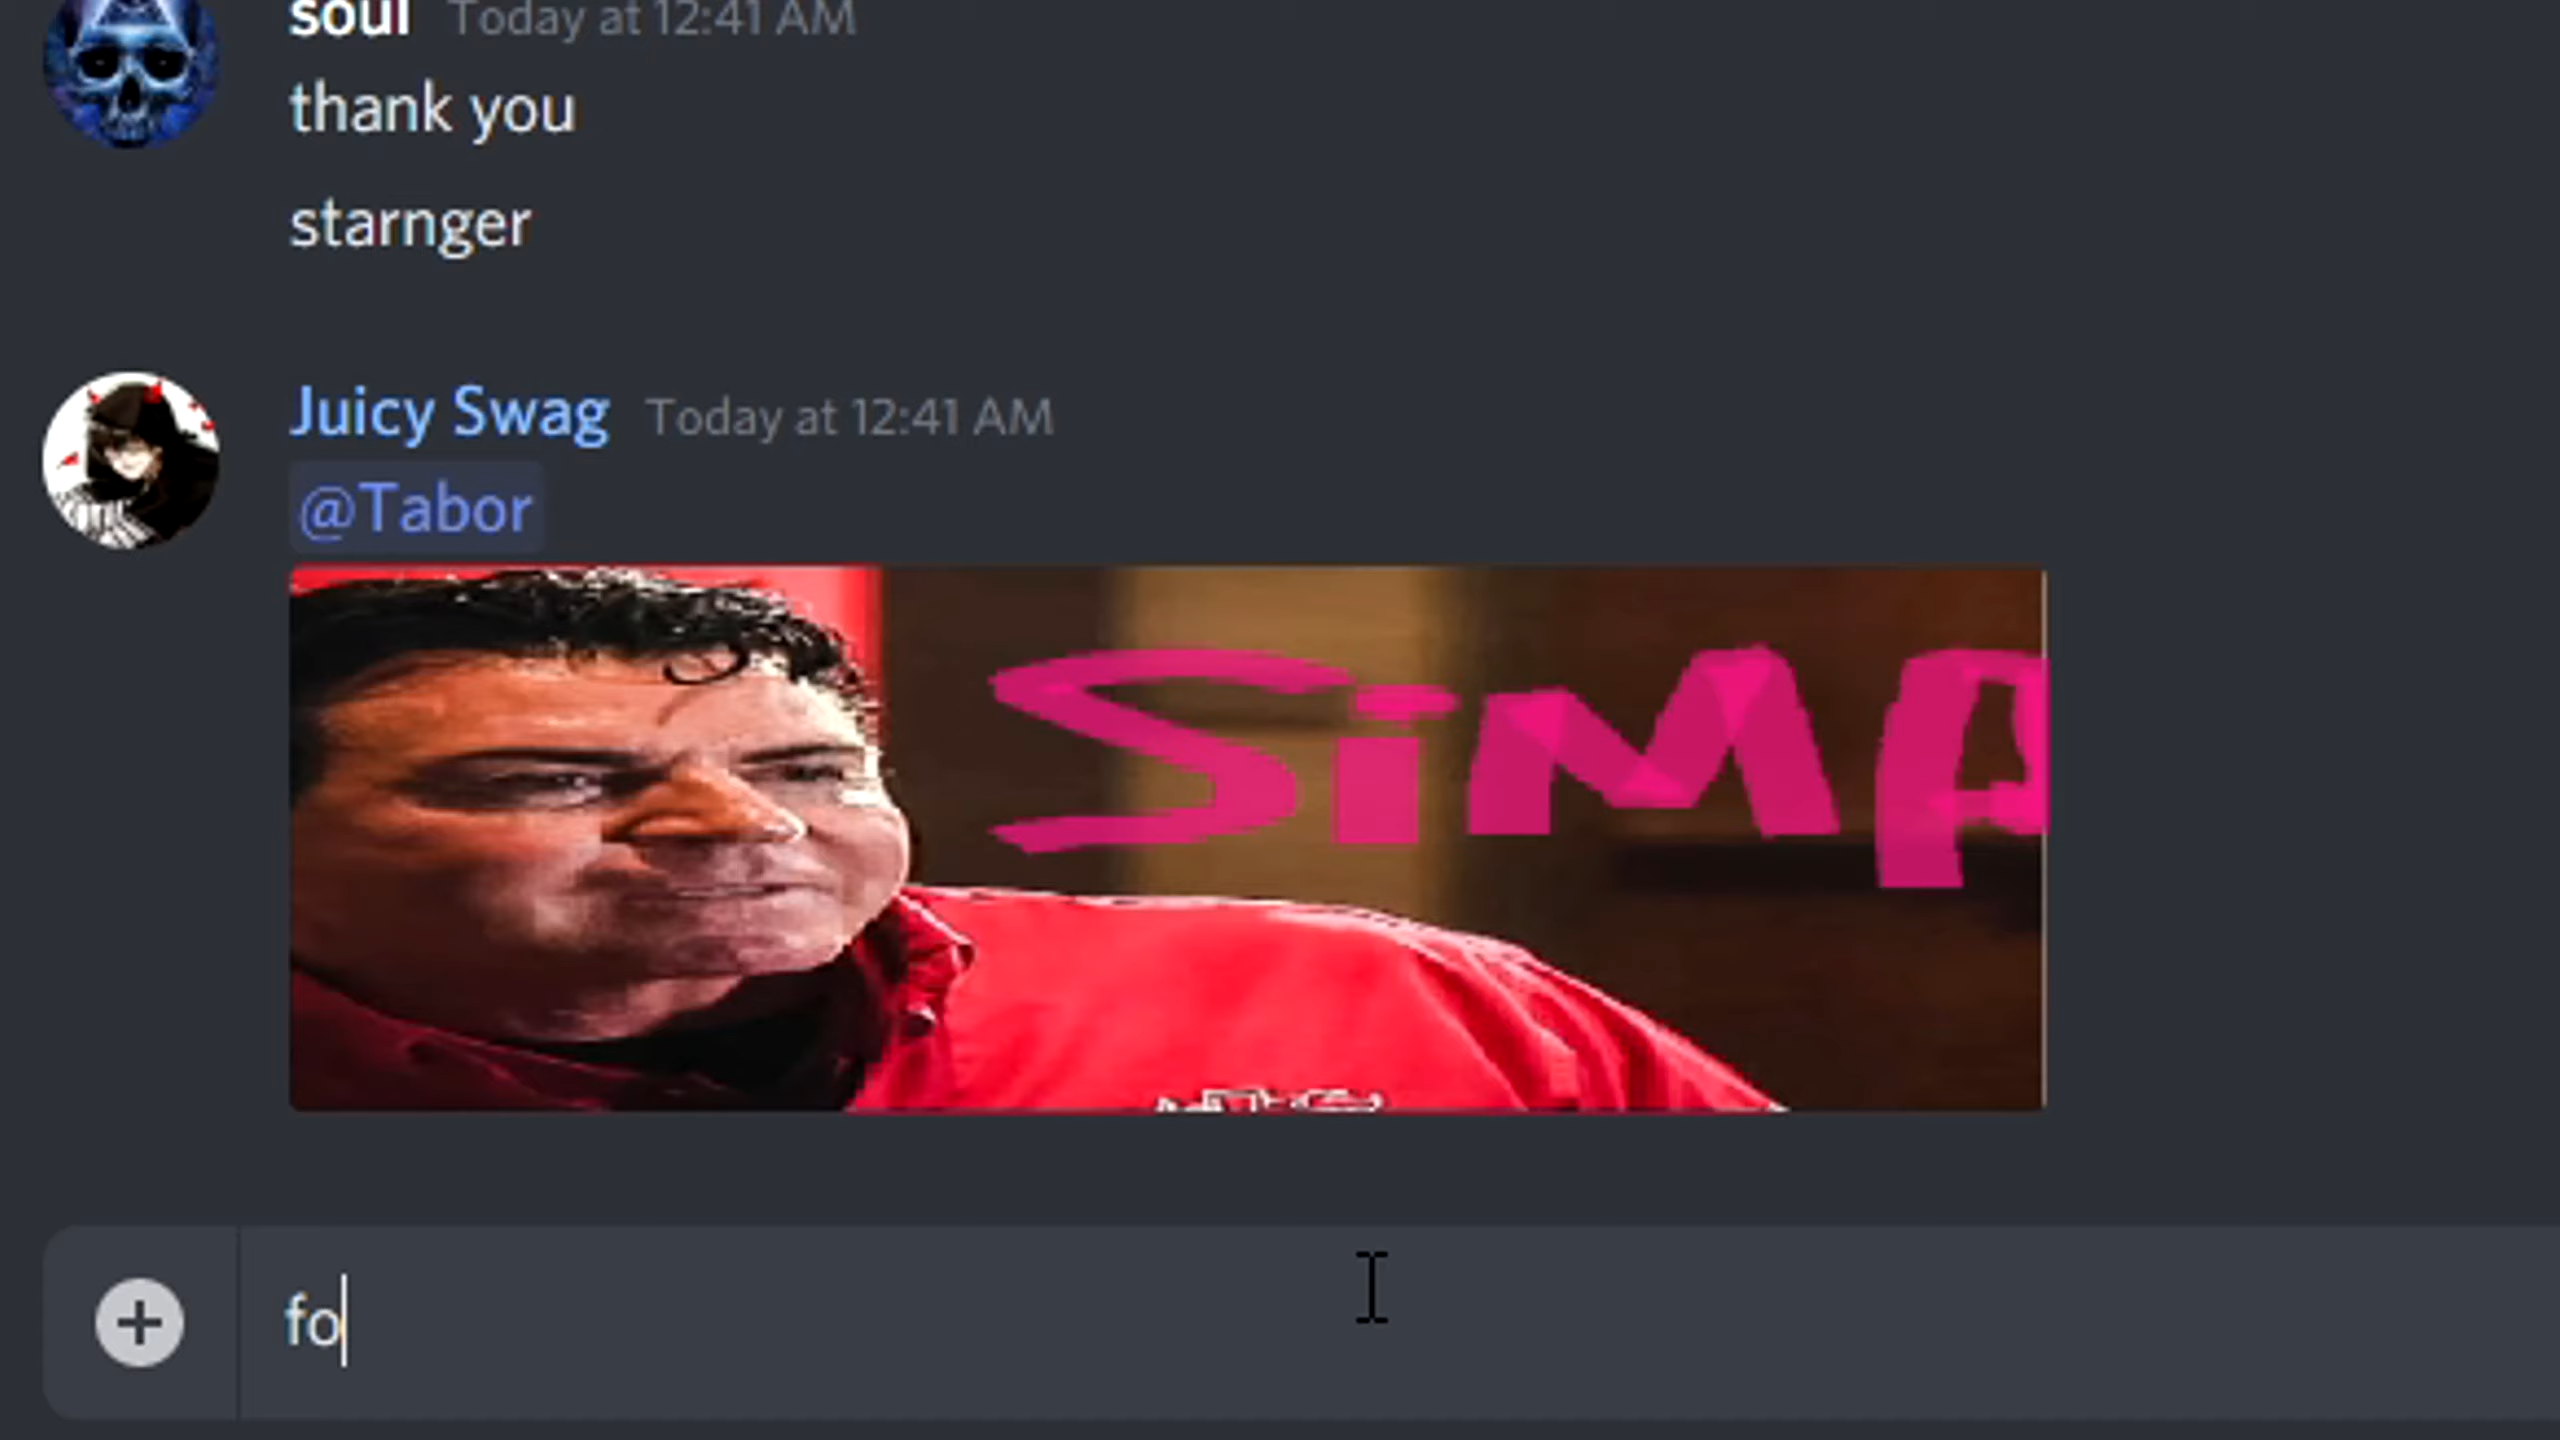 soul Today at 12:41 AM
thank you
starnger
Juicy Swag Today at 12:41 AM
@Tabor
SiMP
fo